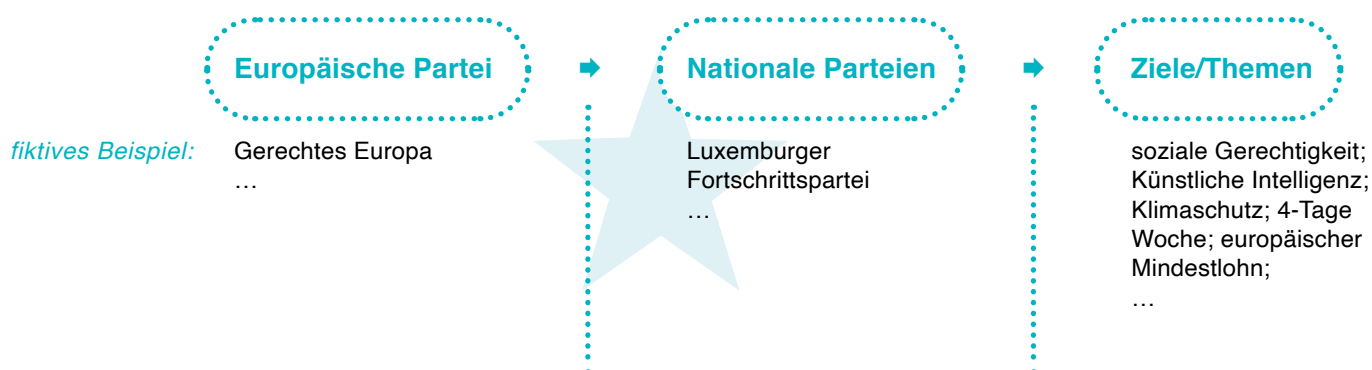 Europäische Partei
Nationale Parteien
Ziele/Themen
fiktives Beispiel:
Gerechtes Europa
…
Luxemburger
Fortschrittspartei
…
soziale Gerechtigkeit;
Künstliche Intelligenz;
Klimaschutz; 4-Tage
Woche; europäischer
Mindestlohn;
…